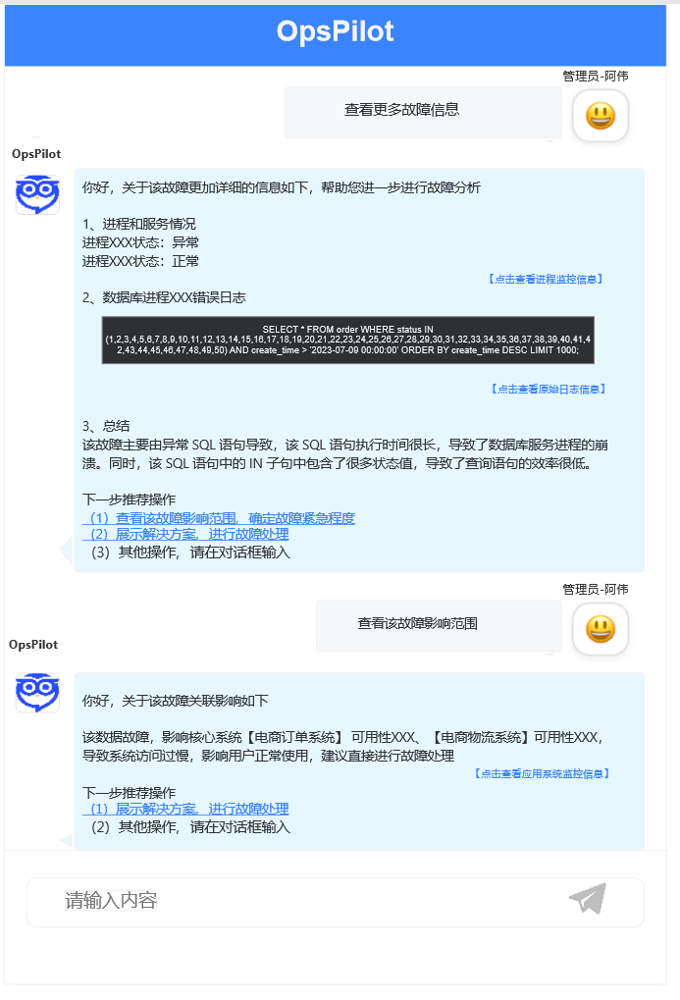 OpsPilot
管理员-阿伟
查看更多故障信息
OpsPilot
你好，关于该故障更加详细的信息如下，帮助您进一步进行故障分析
1、进程和服务情况
进程XXX状态：异常
进程XXX状态：正常
【点击查看进程监控信息】
2、数据库进程XXX错误日志
SELECT * FROM order WHERE status IN
(1,2,3,4,5,6,7,8,9,10,11,12,13,14,15,16,17,18,19,20,21,22,23,24,25,26,27,28,29,30,31,32,33,34,35,36,37,38,39,40,41,4
2,43,44,45,46,47,48,49,50) AND create_time > '2023-07-09 00:00:00' ORDER BY create_time DESC LIMIT 1000;
【点击查看原始日志信息】
3、总结
该故障主要由异常 SQL 语句导致，该 SQL 语句执行时间很长，导致了数据库服务进程的崩
溃。同时，该 SQL 语句中的 IN 子句中包含了很多状态值，导致了查询语句的效率很低。
下一步推荐操作
（1）查看该故障影响范围，确定故障紧急程度
（2）展示解决方案，进行故障处理
（3）其他操作，请在对话框输入
管理员-阿伟
查看该故障影响范围
OpsPilot
你好，关于该故障关联影响如下
该数据故障，影响核心系统【电商订单系统】 可用性XXX、【电商物流系统】可用性XXX，
导致系统访问过慢，影响用户正常使用，建议直接进行故障处理
【点击查看应用系统监控信息】
下一步推荐操作
（1）展示解决方案，进行故障处理
（2）其他操作，请在对话框输入
请输入内容